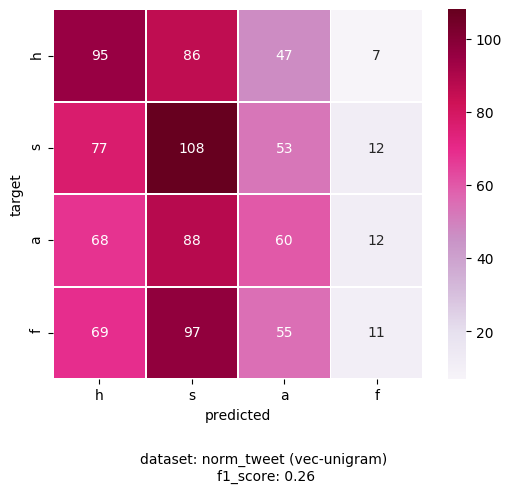 h 95 86 47 7 100
s 77 108 53 12 80
target
60
a 68 88 60 12 40
f 69 97 55 11 20
h s a f
predicted
dataset: norm_tweet (vec-unigram)
f1_score: 0.26